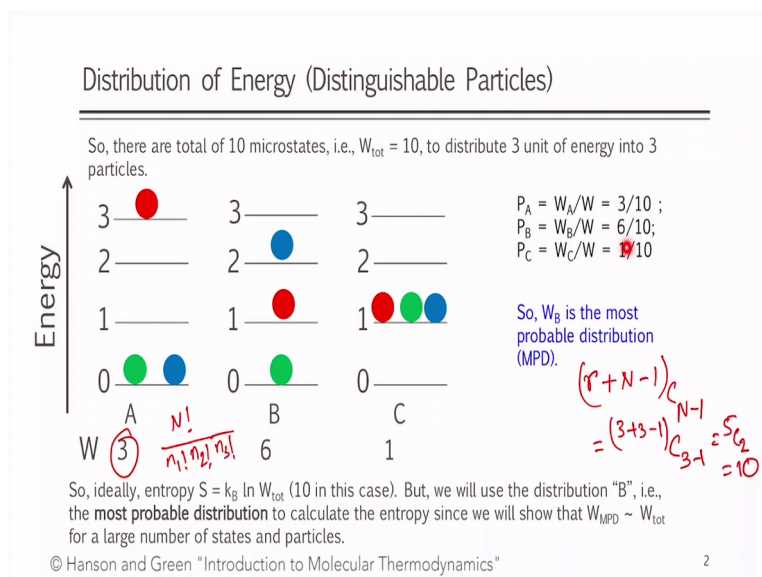 Distribution of Energy (Distinguishable Particles)
So, there are total of 10 microstates, i.e., Wtot = 10, to distribute 3 unit of energy into 3
particles.
Energy
3
2
1
0
A
3
2
1
0
B
3
2
1
0
C
W 3 6 1
N!
n1! n2! n3!
PA = WA/W = 3/10 ;
PB = WB/W = 6/10;
PC = WC/W = 1/10
So, WB is the most
probable distribution
(MPD).
(r+N-1)C N-1
= (3+3-1)C 3-1 = 5C2
= 10
So, ideally, entropy S = kB ln Wtot (10 in this case). But, we will use the distribution “B”, i.e.,
the most probable distribution to calculate the entropy since we will show that WMPD ~ Wtot
for a large number of states and particles.
© Hanson and Green "Introduction to Molecular Thermodynamics"
2